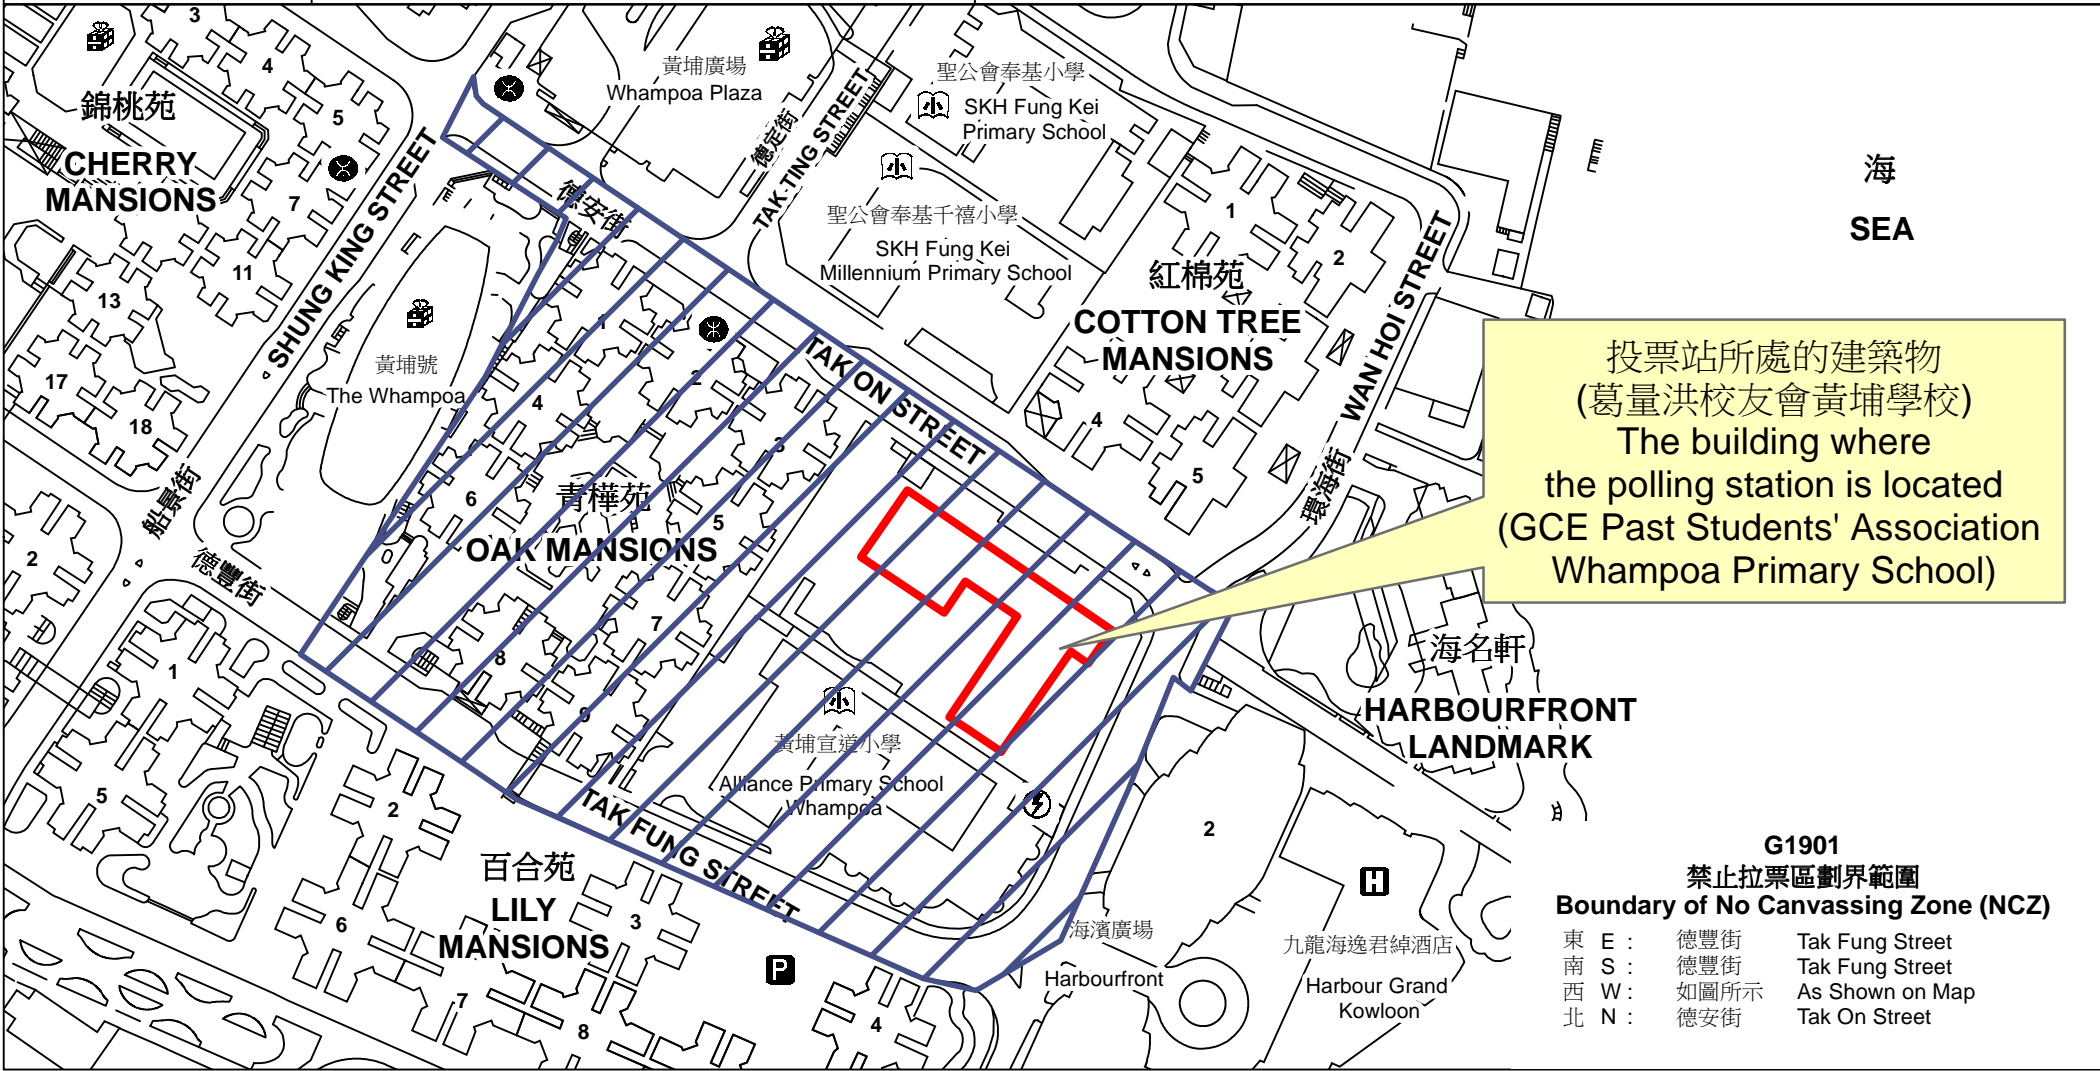 3
4
5
7
11
13
17
18
錦桃苑
CHERRY
MANSIONS
SHUNG KING STREET
船景街
黃埔廣場
Whampoa Plaza
德定街
TAK TING STREET
聖公會奉基小學
小
SKH Fung Kei
Primary School
小
聖公會奉基千禧小學
SKH Fung Kei
Millennium Primary School
海
SEA
德安街
TAK ON STREET
1
2
紅棉苑
COTTON TREE
MANSIONS
4
5
WAN HOI STREET
環海街
黃埔號
The Whampoa
1
2
3
4
5
6
7
8
9
青樺苑
OAK MANSIONS
投票站所處的建築物
(葛量洪校友會黃埔學校)
The building where
the polling station is located
(GCE Past Students' Association
Whampoa Primary School)
2
德豐街
小
黃埔宣道小學
Alliance Primary School
Whampoa
TAK FUNG STREET
海名軒
HARBOURFRONT
LANDMARK
1
5
2
6
3
7
8
4
百合苑
LILY
MANSIONS
P
2
海濱廣場
Harbourfront
H
九龍海逸君綽酒店
Harbour Grand
Kowloon
G1901
禁止拉票區劃界範圍
Boundary of No Canvassing Zone (NCZ)
東 E : 德豐街 Tak Fung Street
南 S : 德豐街 Tak Fung Street
西 W : 如圖所示 As Shown on Map
北 N : 德安街 Tak On Street